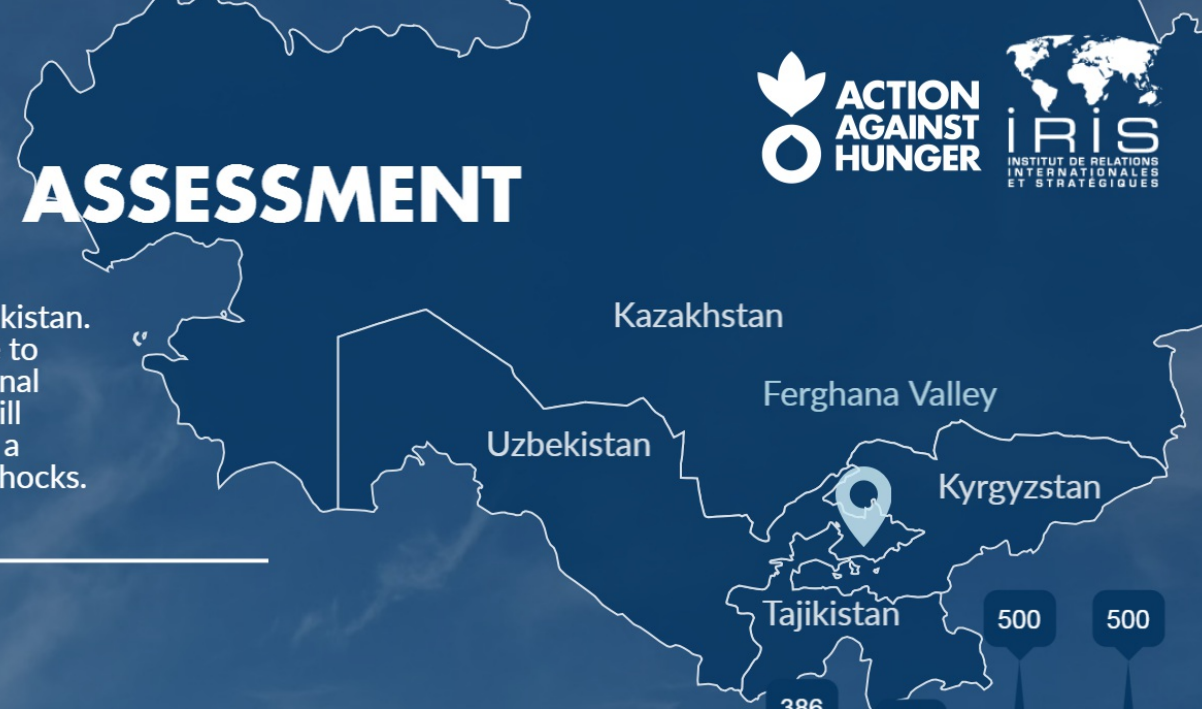 ACTION
AGAINST
HUNGER
iRiS
INSTITUT DE RELATIONS
INTERNATIONALES
ET STRATÉGIQUES
ASSESSMENT
kistan.
to
nal
ill
a
hocks.
Kazakhstan
Ferghana Valley
Uzbekistan
Kyrgyzstan
Tajikistan
500
500
386